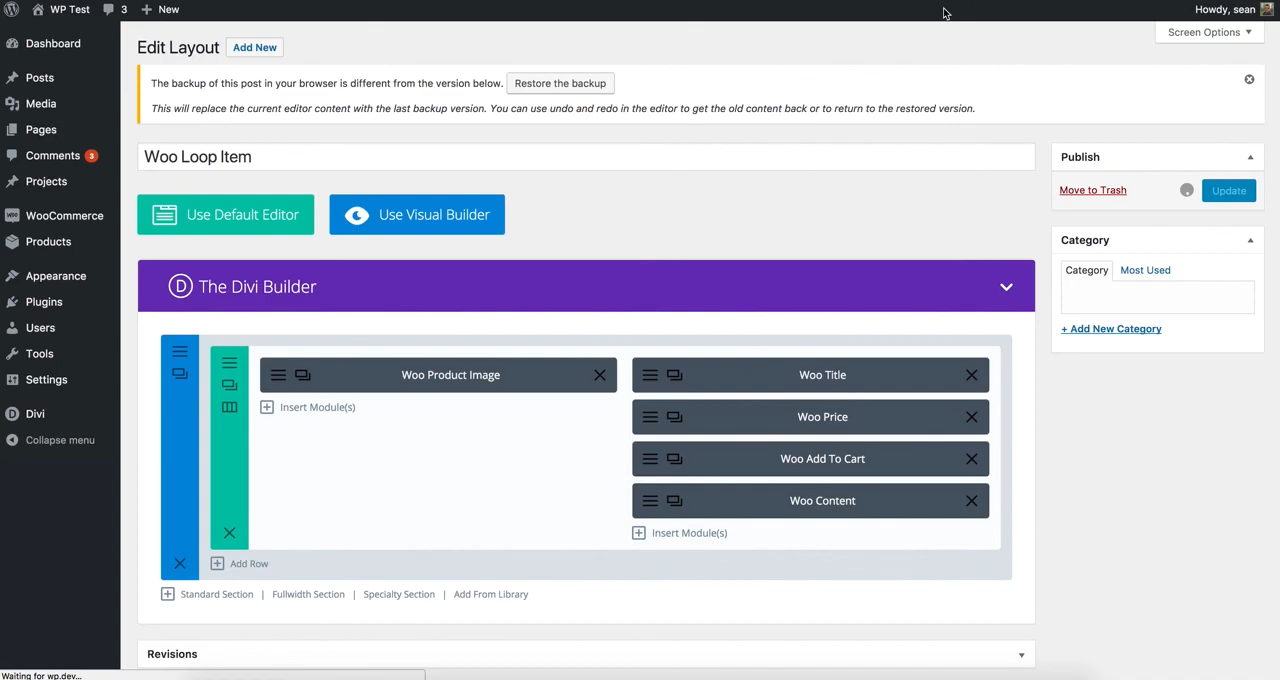 WP Test 3 New Howdy, sean
Screen Options
Dashboard
Posts
Media
Pages
Comments 3
Projects
WooCommerce
Products
Appearance
Plugins
Users
Tools
Settings
Divi
Collapse menu
Edit Layout Add New
The backup of this post in your browser is different from the version below. Restore the backup
This will replace the current editor content with the last backup version. You can use undo and redo in the editor to get the old content back or to return to the restored version.
Woo Loop Item
Use Default Editor Use Visual Builder
D The Divi Builder
Woo Product Image
Insert Module(s)
Woo Title
Woo Price
Woo Add To Cart
Woo Content
Insert Module(s)
Add Row
Standard Section | Fullwidth Section | Specialty Section | Add From Library
Revisions
Publish
Move to Trash Update
Category
Category Most Used
+ Add New Category
Waiting for wp.dev...